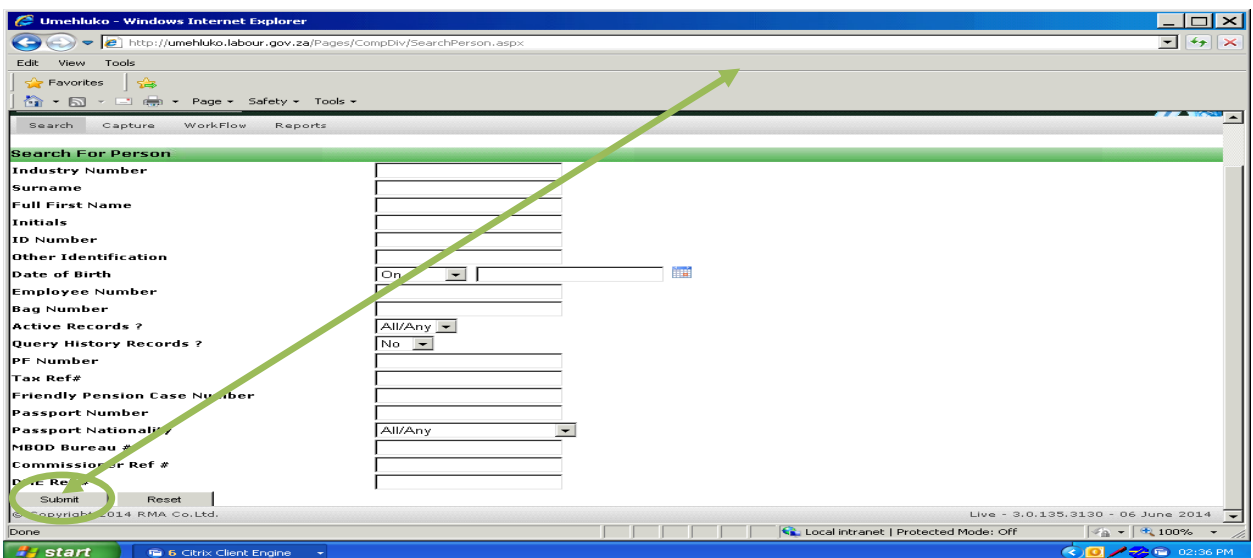 Umehluko - Windows Internet Explorer
http://umehluko.labour.gov.za/Pages/CompDiv/SearchPerson.aspx
Edit View Tools
Favorites
Page Safety Tools
Search Capture WorkFlow Reports
Search For Person
Industry Number
Surname
Full First Name
Initials
ID Number
Other Identification
Date of Birth On
Employee Number
Bag Number
Active Records ? All/Any
Query History Records ? No
PF Number
Tax Ref#
Friendly Pension Case Number
Passport Number
Passport Nationality All/Any
MBOD Bureau #
Commissioner Ref #
Submit Reset
© Copyright 2014 RMA Co.Ltd. Live - 3.0.135.3130 - 06 June 2014
Done Local intranet | Protected Mode: Off 100%
start 6 Citrix Client Engine 02:36 PM